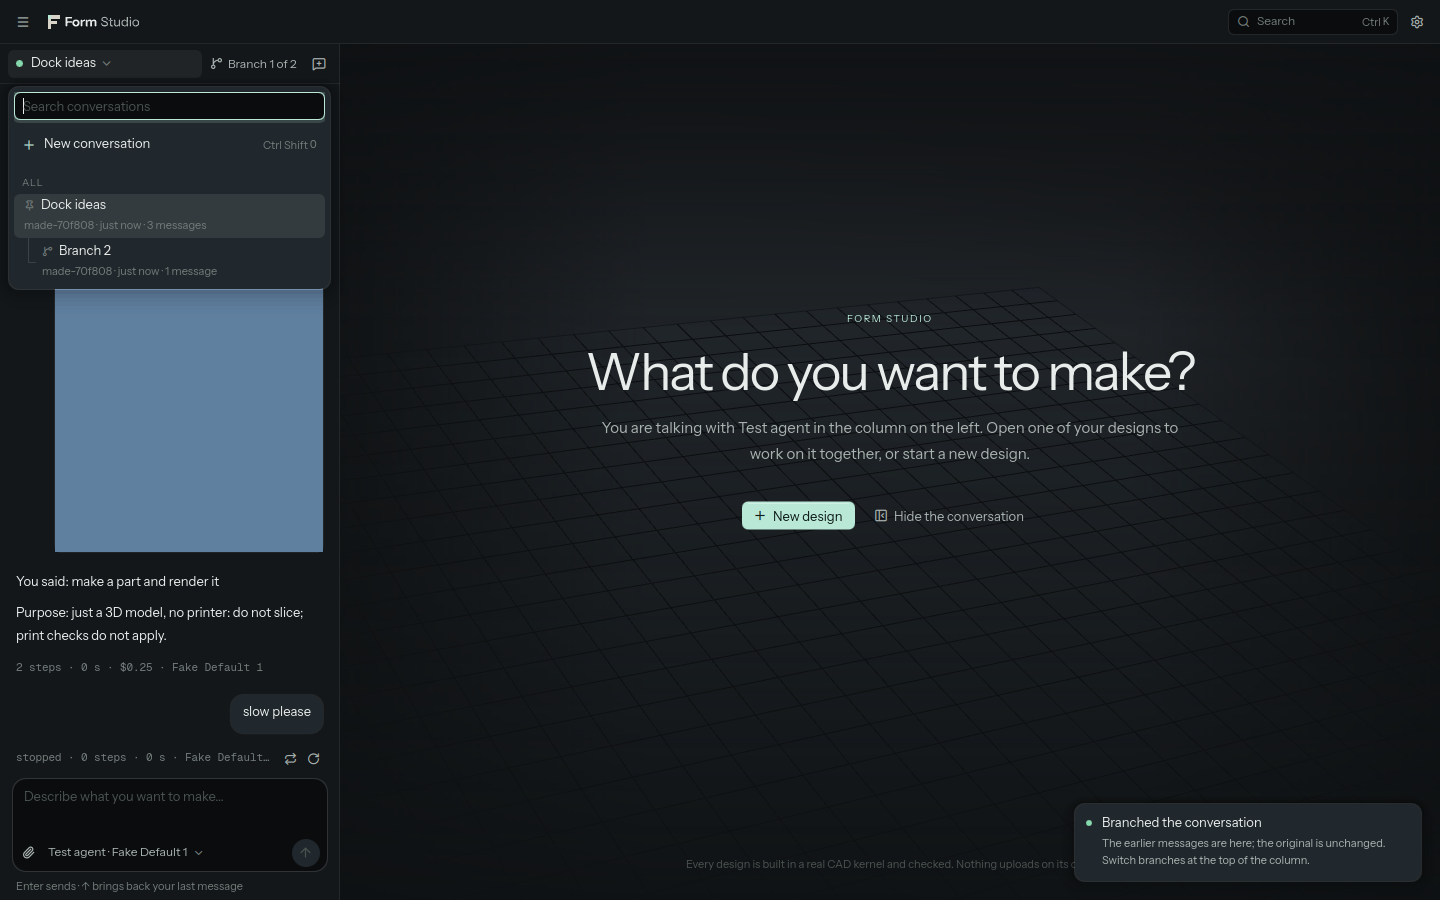 Form Studio
Search Ctrl K
Dock ideas
Branch 1 of 2
Search conversations
New conversation Ctrl Shift O
ALL
Dock ideas
made-70f808 · just now · 3 messages
Branch 2
made-70f808 · just now · 1 message
You said: make a part and render it
Purpose: just a 3D model, no printer: do not slice;
print checks do not apply.
2 steps · 0 s · $0.25 · Fake Default 1
slow please
stopped · 0 steps · 0 s · Fake Default…
Describe what you want to make...
Test agent · Fake Default 1
Enter sends · ↑ brings back your last message
FORM STUDIO
What do you want to make?
You are talking with Test agent in the column on the left. Open one of your designs to
work on it together, or start a new design.
New design
Hide the conversation
Every design is built in a real CAD kernel and checked. Nothing uploads on its
Branched the conversation
The earlier messages are here; the original is unchanged.
Switch branches at the top of the column.